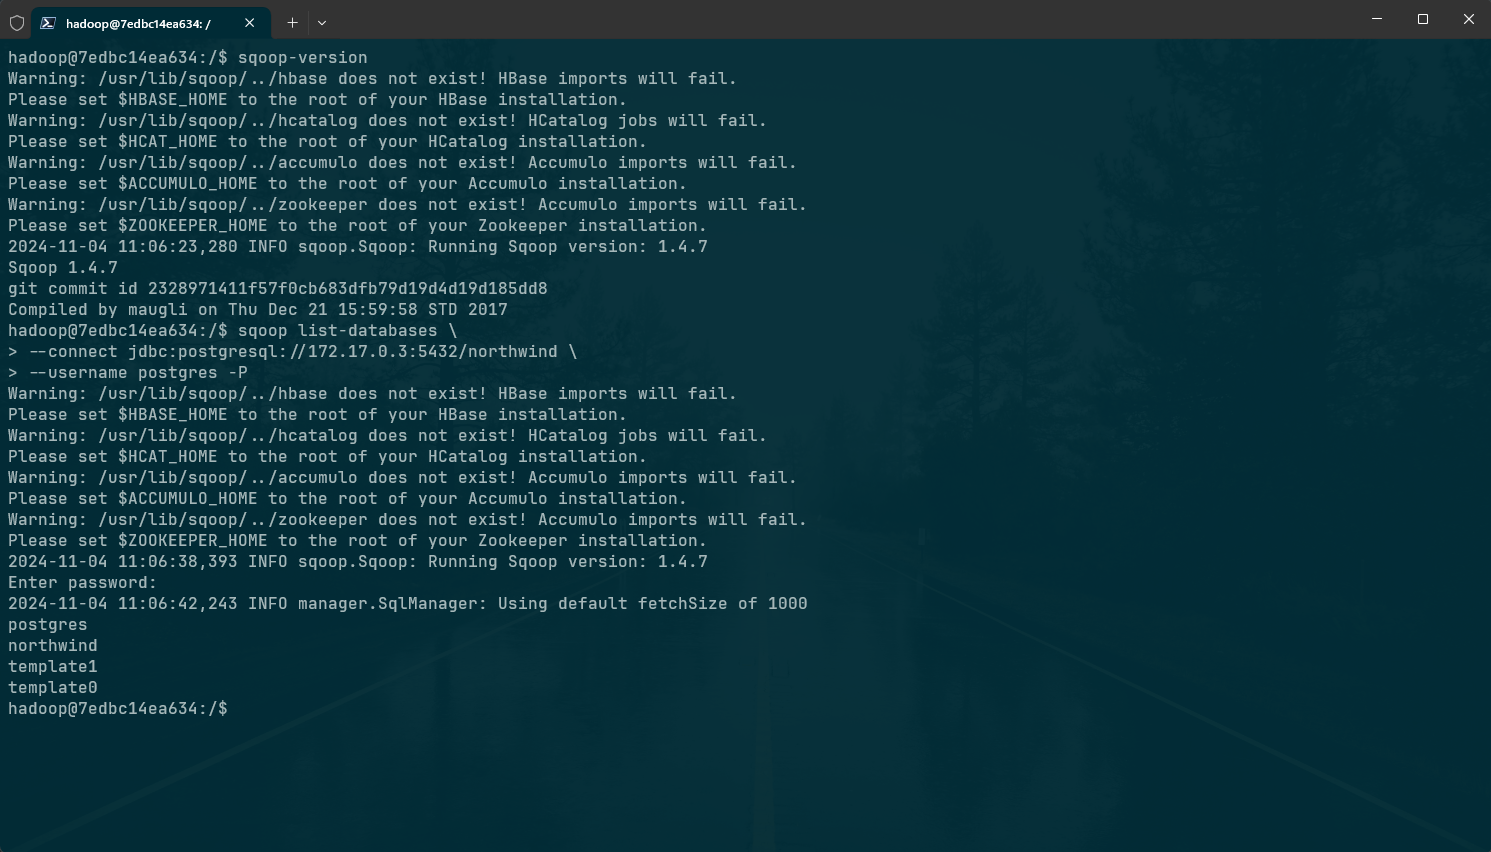 hadoop@7edbc14ea634: /
hadoop@7edbc14ea634:/$ sqoop-version
Warning: /usr/lib/sqoop/../hbase does not exist! HBase imports will fail.
Please set $HBASE_HOME to the root of your HBase installation.
Warning: /usr/lib/sqoop/../hcatalog does not exist! HCatalog jobs will fail.
Please set $HCAT_HOME to the root of your HCatalog installation.
Warning: /usr/lib/sqoop/../accumulo does not exist! Accumulo imports will fail.
Please set $ACCUMULO_HOME to the root of your Accumulo installation.
Warning: /usr/lib/sqoop/../zookeeper does not exist! Accumulo imports will fail.
Please set $ZOOKEEPER_HOME to the root of your Zookeeper installation.
2024-11-04 11:06:23,280 INFO sqoop.Sqoop: Running Sqoop version: 1.4.7
Sqoop 1.4.7
git commit id 2328971411f57f0cb683dfb79d19d4d19d185dd8
Compiled by maugli on Thu Dec 21 15:59:58 STD 2017
hadoop@7edbc14ea634:/$ sqoop list-databases \
> --connect jdbc:postgresql://172.17.0.3:5432/northwind \
> --username postgres -P
Warning: /usr/lib/sqoop/../hbase does not exist! HBase imports will fail.
Please set $HBASE_HOME to the root of your HBase installation.
Warning: /usr/lib/sqoop/../hcatalog does not exist! HCatalog jobs will fail.
Please set $HCAT_HOME to the root of your HCatalog installation.
Warning: /usr/lib/sqoop/../accumulo does not exist! Accumulo imports will fail.
Please set $ACCUMULO_HOME to the root of your Accumulo installation.
Warning: /usr/lib/sqoop/../zookeeper does not exist! Accumulo imports will fail.
Please set $ZOOKEEPER_HOME to the root of your Zookeeper installation.
2024-11-04 11:06:38,393 INFO sqoop.Sqoop: Running Sqoop version: 1.4.7
Enter password:
2024-11-04 11:06:42,243 INFO manager.SqlManager: Using default fetchSize of 1000
postgres
northwind
template1
template0
hadoop@7edbc14ea634:/$